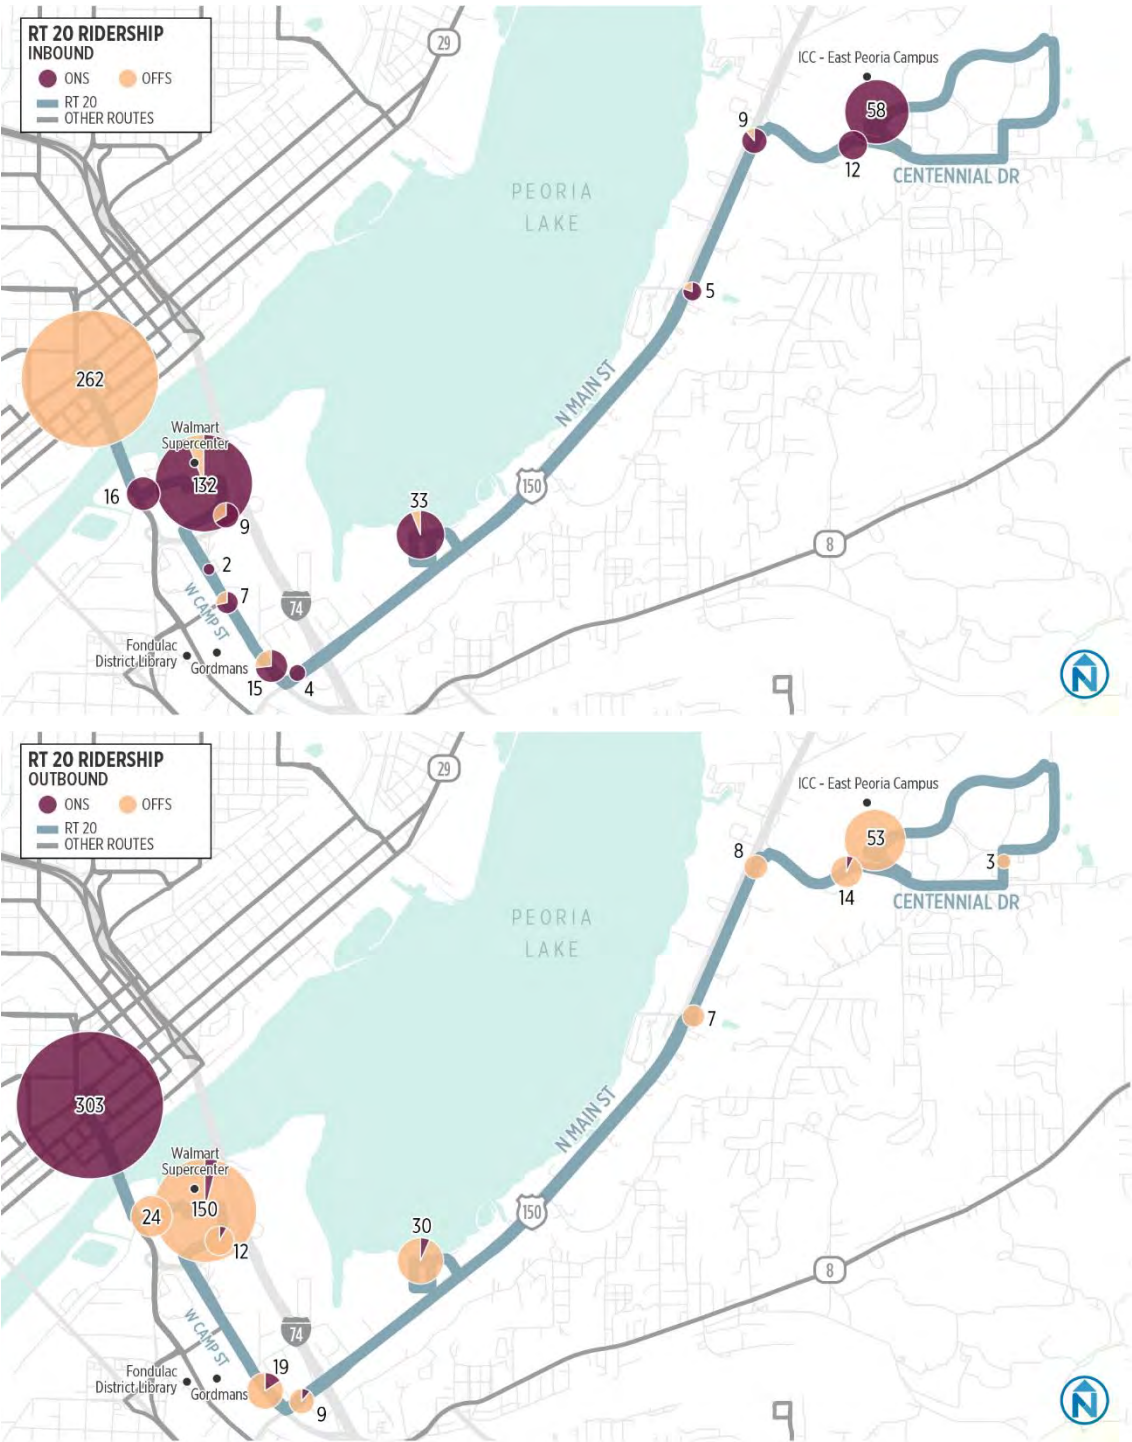 RT 20 RIDERSHIP
INBOUND
ONS OFFS
RT 20
OTHER ROUTES
29
ICC - East Peoria Campus
58
9
12
CENTENNIAL DR
PEORIA
LAKE
5
262
N MAIN ST
Walmart
Supercenter
132
16
9
150
33
2
8
7
W CAMP ST
74
Fondulac
District Library
Gordmans
15
4
N
RT 20 RIDERSHIP
OUTBOUND
ONS OFFS
RT 20
OTHER ROUTES
29
ICC - East Peoria Campus
53
8
3
14
CENTENNIAL DR
PEORIA
LAKE
7
303
N MAIN ST
Walmart
Supercenter
150
24
12
150
30
8
W CAMP ST
74
Fondulac
District Library
Gordmans
19
9
N